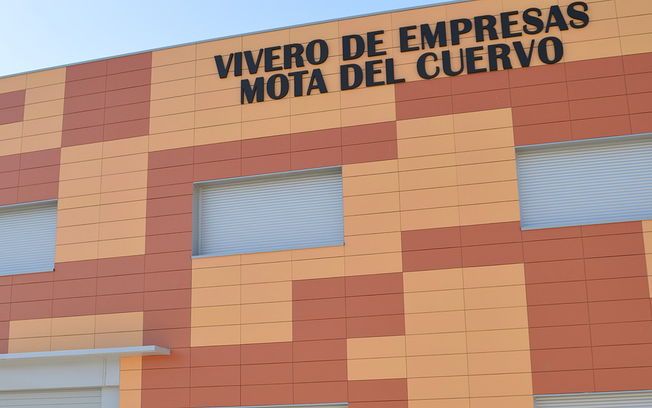 VIVERO DE EMPRESAS
MOTA DEL CUERVO